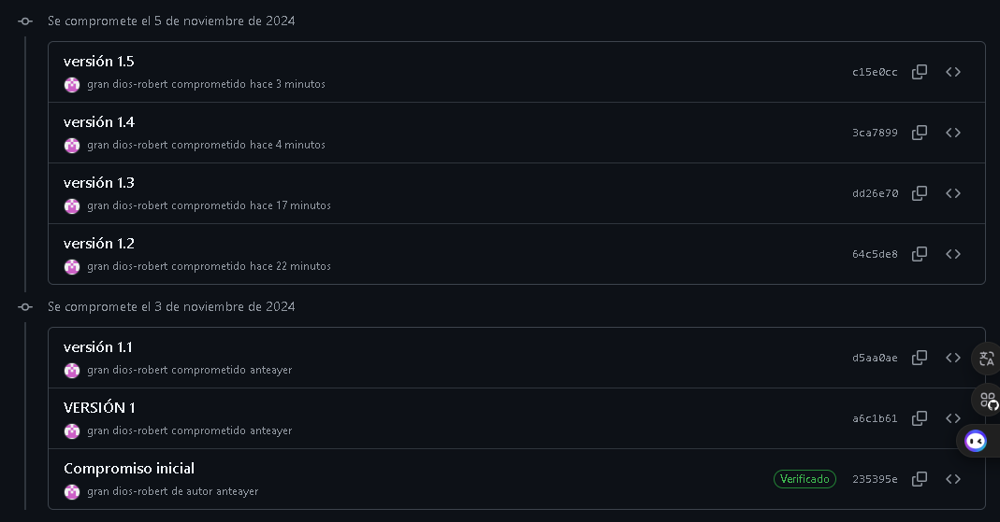 Se compromete el 5 de noviembre de 2024
versión 1.5
gran dios-robert comprometido hace 3 minutos
c15e0cc
versión 1.4
gran dios-robert comprometido hace 4 minutos
3ca7899
versión 1.3
gran dios-robert comprometido hace 17 minutos
dd26e70
versión 1.2
gran dios-robert comprometido hace 22 minutos
64c5de8
Se compromete el 3 de noviembre de 2024
versión 1.1
gran dios-robert comprometido anteayer
d5aa0ae
VERSIÓN 1
gran dios-robert comprometido anteayer
a6c1b61
Compromiso inicial
gran dios-robert de autor anteayer
Verificado 235395e